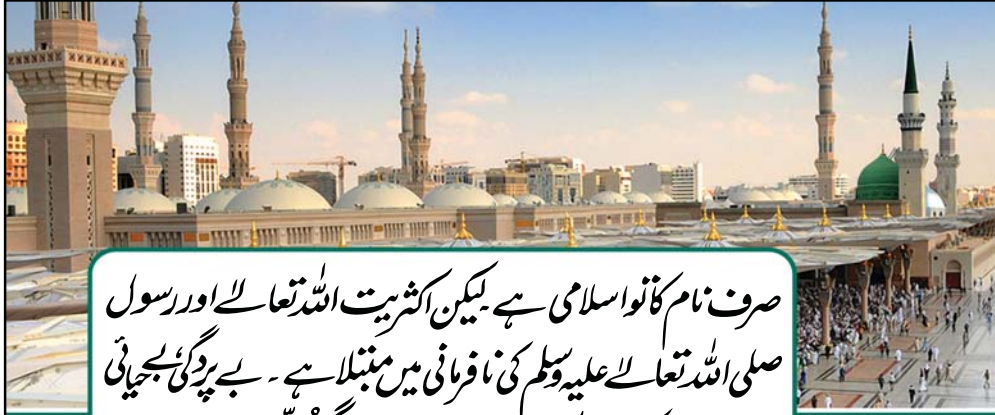 صرف نام کا تو اسلامی ہے لیکن اکثریت اللہ تعالےٰ اور رسول
صلی اللہ تعالےٰ علیہ وسلم کی نافرمانی میں مبتلا ہے ۔ بے پردگی، بے حیائی